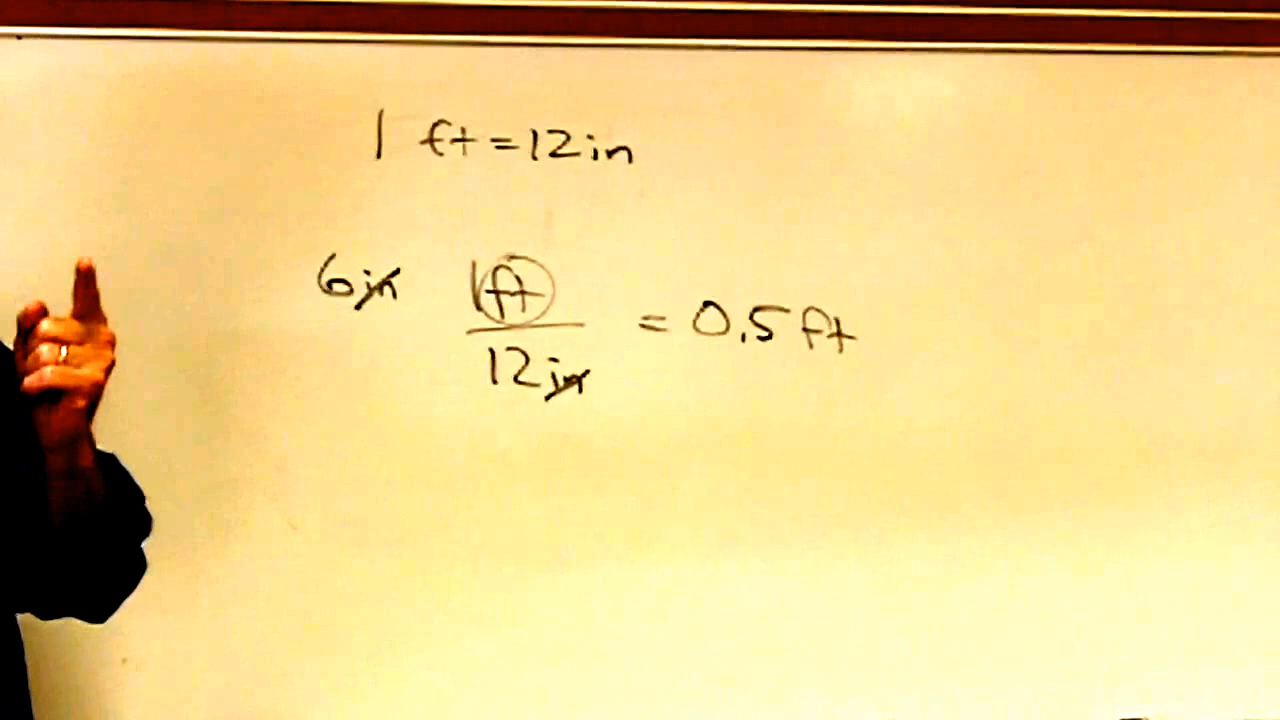 1 ft = 12 in
6 in 1 ft
= 0.5 ft
12 in